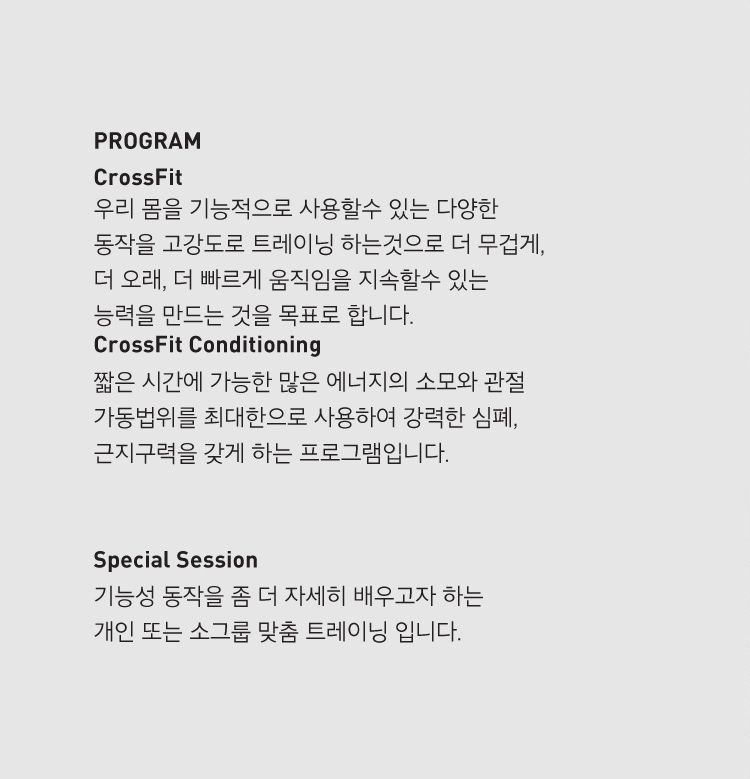 PROGRAM
CrossFit
우리 몸을 기능적으로 사용할수 있는 다양한
동작을 고강도로 트레이닝 하는것으로 더 무겁게,
더 오래, 더 빠르게 움직임을 지속할수 있는
능력을 만드는 것을 목표로 합니다.
CrossFit Conditioning
짧은 시간에 가능한 많은 에너지의 소모와 관절
가동법위를 최대한으로 사용하여 강력한 심폐,
근지구력을 갖게 하는 프로그램입니다.
Special Session
기능성 동작을 좀 더 자세히 배우고자 하는
개인 또는 소그룹 맞춤 트레이닝 입니다.